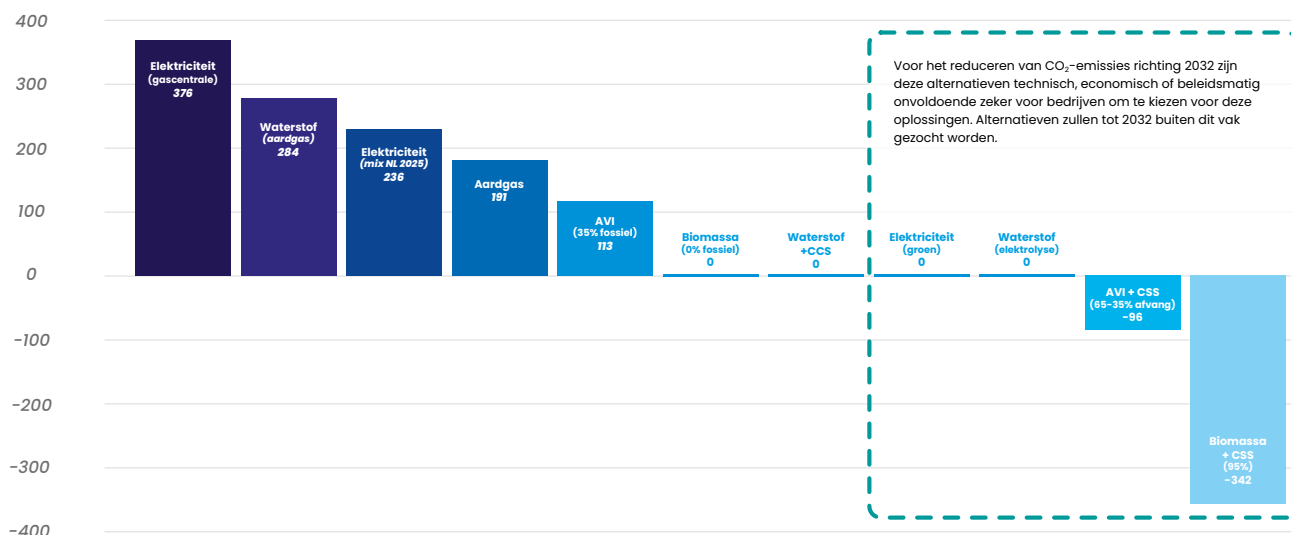 400
300
200
100
0
-100
-200
-300
-400
Elektriciteit
(gascentrale)
376
Waterstof
(aardgas)
284
Elektriciteit
(mix NL 2025)
236
Aardgas
191
AVI
(35% fossiel)
113
Biomassa
(0% fossiel)
0
Waterstof
+CCS
0
Voor het reduceren van CO₂-emissies richting 2032 zijn
deze alternatieven technisch, economisch of beleidsmatig
onvoldoende zeker voor bedrijven om te kiezen voor deze
oplossingen. Alternatieven zullen tot 2032 buiten dit vak
gezocht worden.
Elektriciteit
(groen)
0
Waterstof
(elektrolyse)
0
AVI + CSS
(65-35% afvang)
-96
Biomassa
+ CSS
(95%)
-342